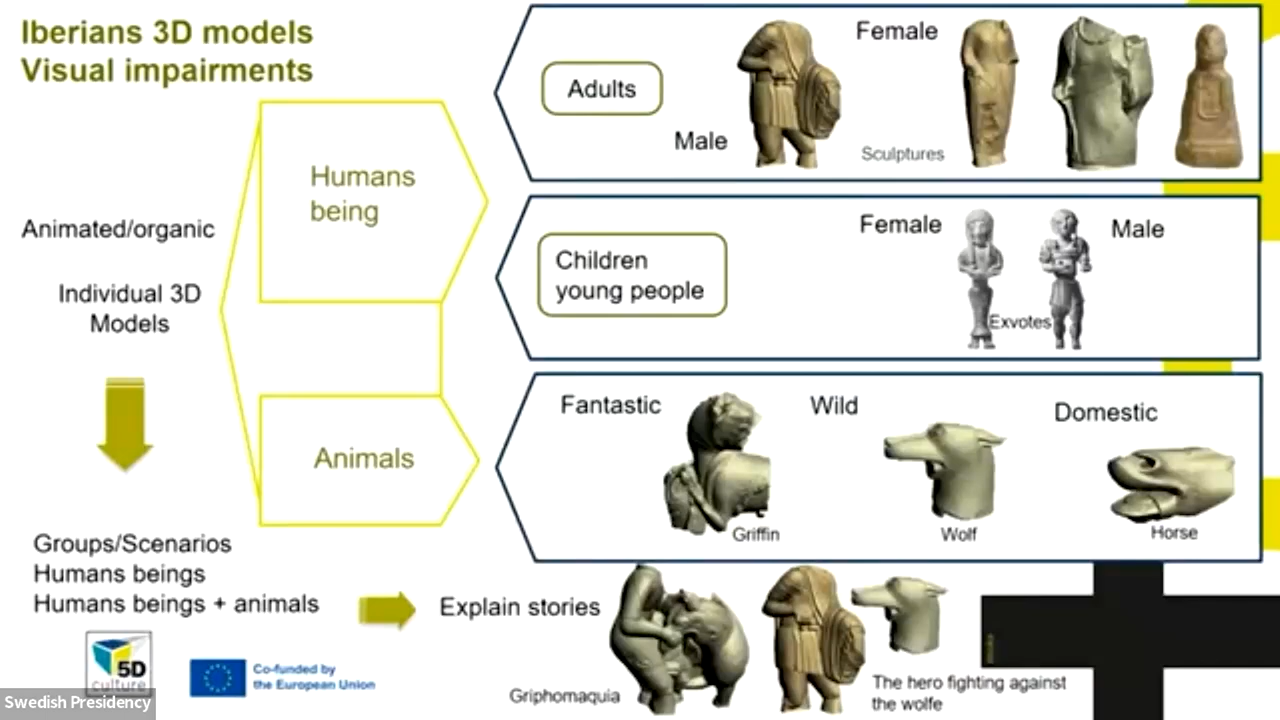 Iberians 3D models
Visual impairments
Animated/organic
Individual 3D
Models
Groups/Scenarios
Humans beings
Humans beings + animals
Humans
being
Animals
Adults
Male
Female
Sculptures
Children
young people
Female
Exvotes
Male
Fantastic
Griffin
Wild
Wolf
Domestic
Horse
Explain stories
Griphomaquia
The hero fighting against
the wolfe
5D
culture
Co-funded by
the European Union
Swedish Presidency